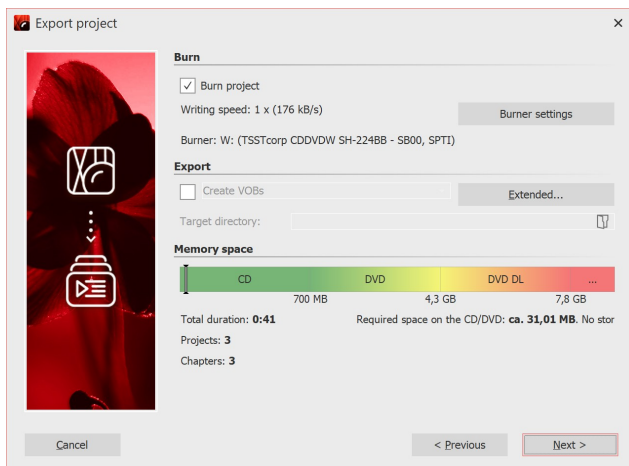 Export project
Burn
Burn project
Writing speed: 1 x (176 kB/s)
Burner settings
Burner: W: (TSSTcorp CDDVDW SH-224BB - SB00, SPTI)
Export
Create VOBs
Extended...
Target directory:
Memory space
CD DVD DVD DL ...
700 MB 4,3 GB 7,8 GB
Total duration: 0:41 Required space on the CD/DVD: ca. 31,01 MB. No stor
Projects: 3
Chapters: 3
Cancel < Previous Next >